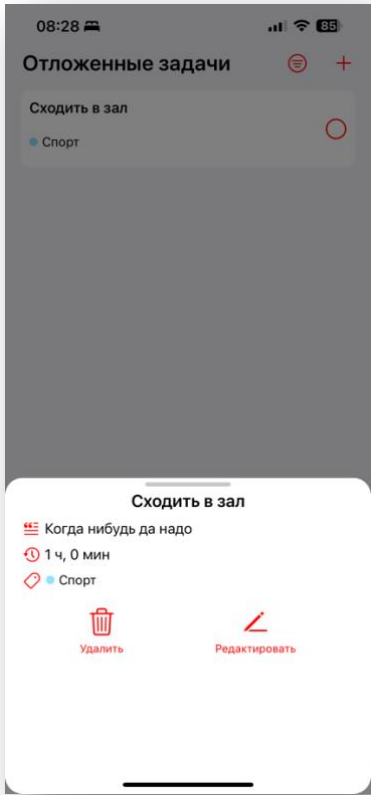 08:28
85
Отложенные задачи
Сходить в зал
Спорт
Сходить в зал
Когда нибудь да надо
1 ч, 0 мин
Спорт
Удалить
Редактировать